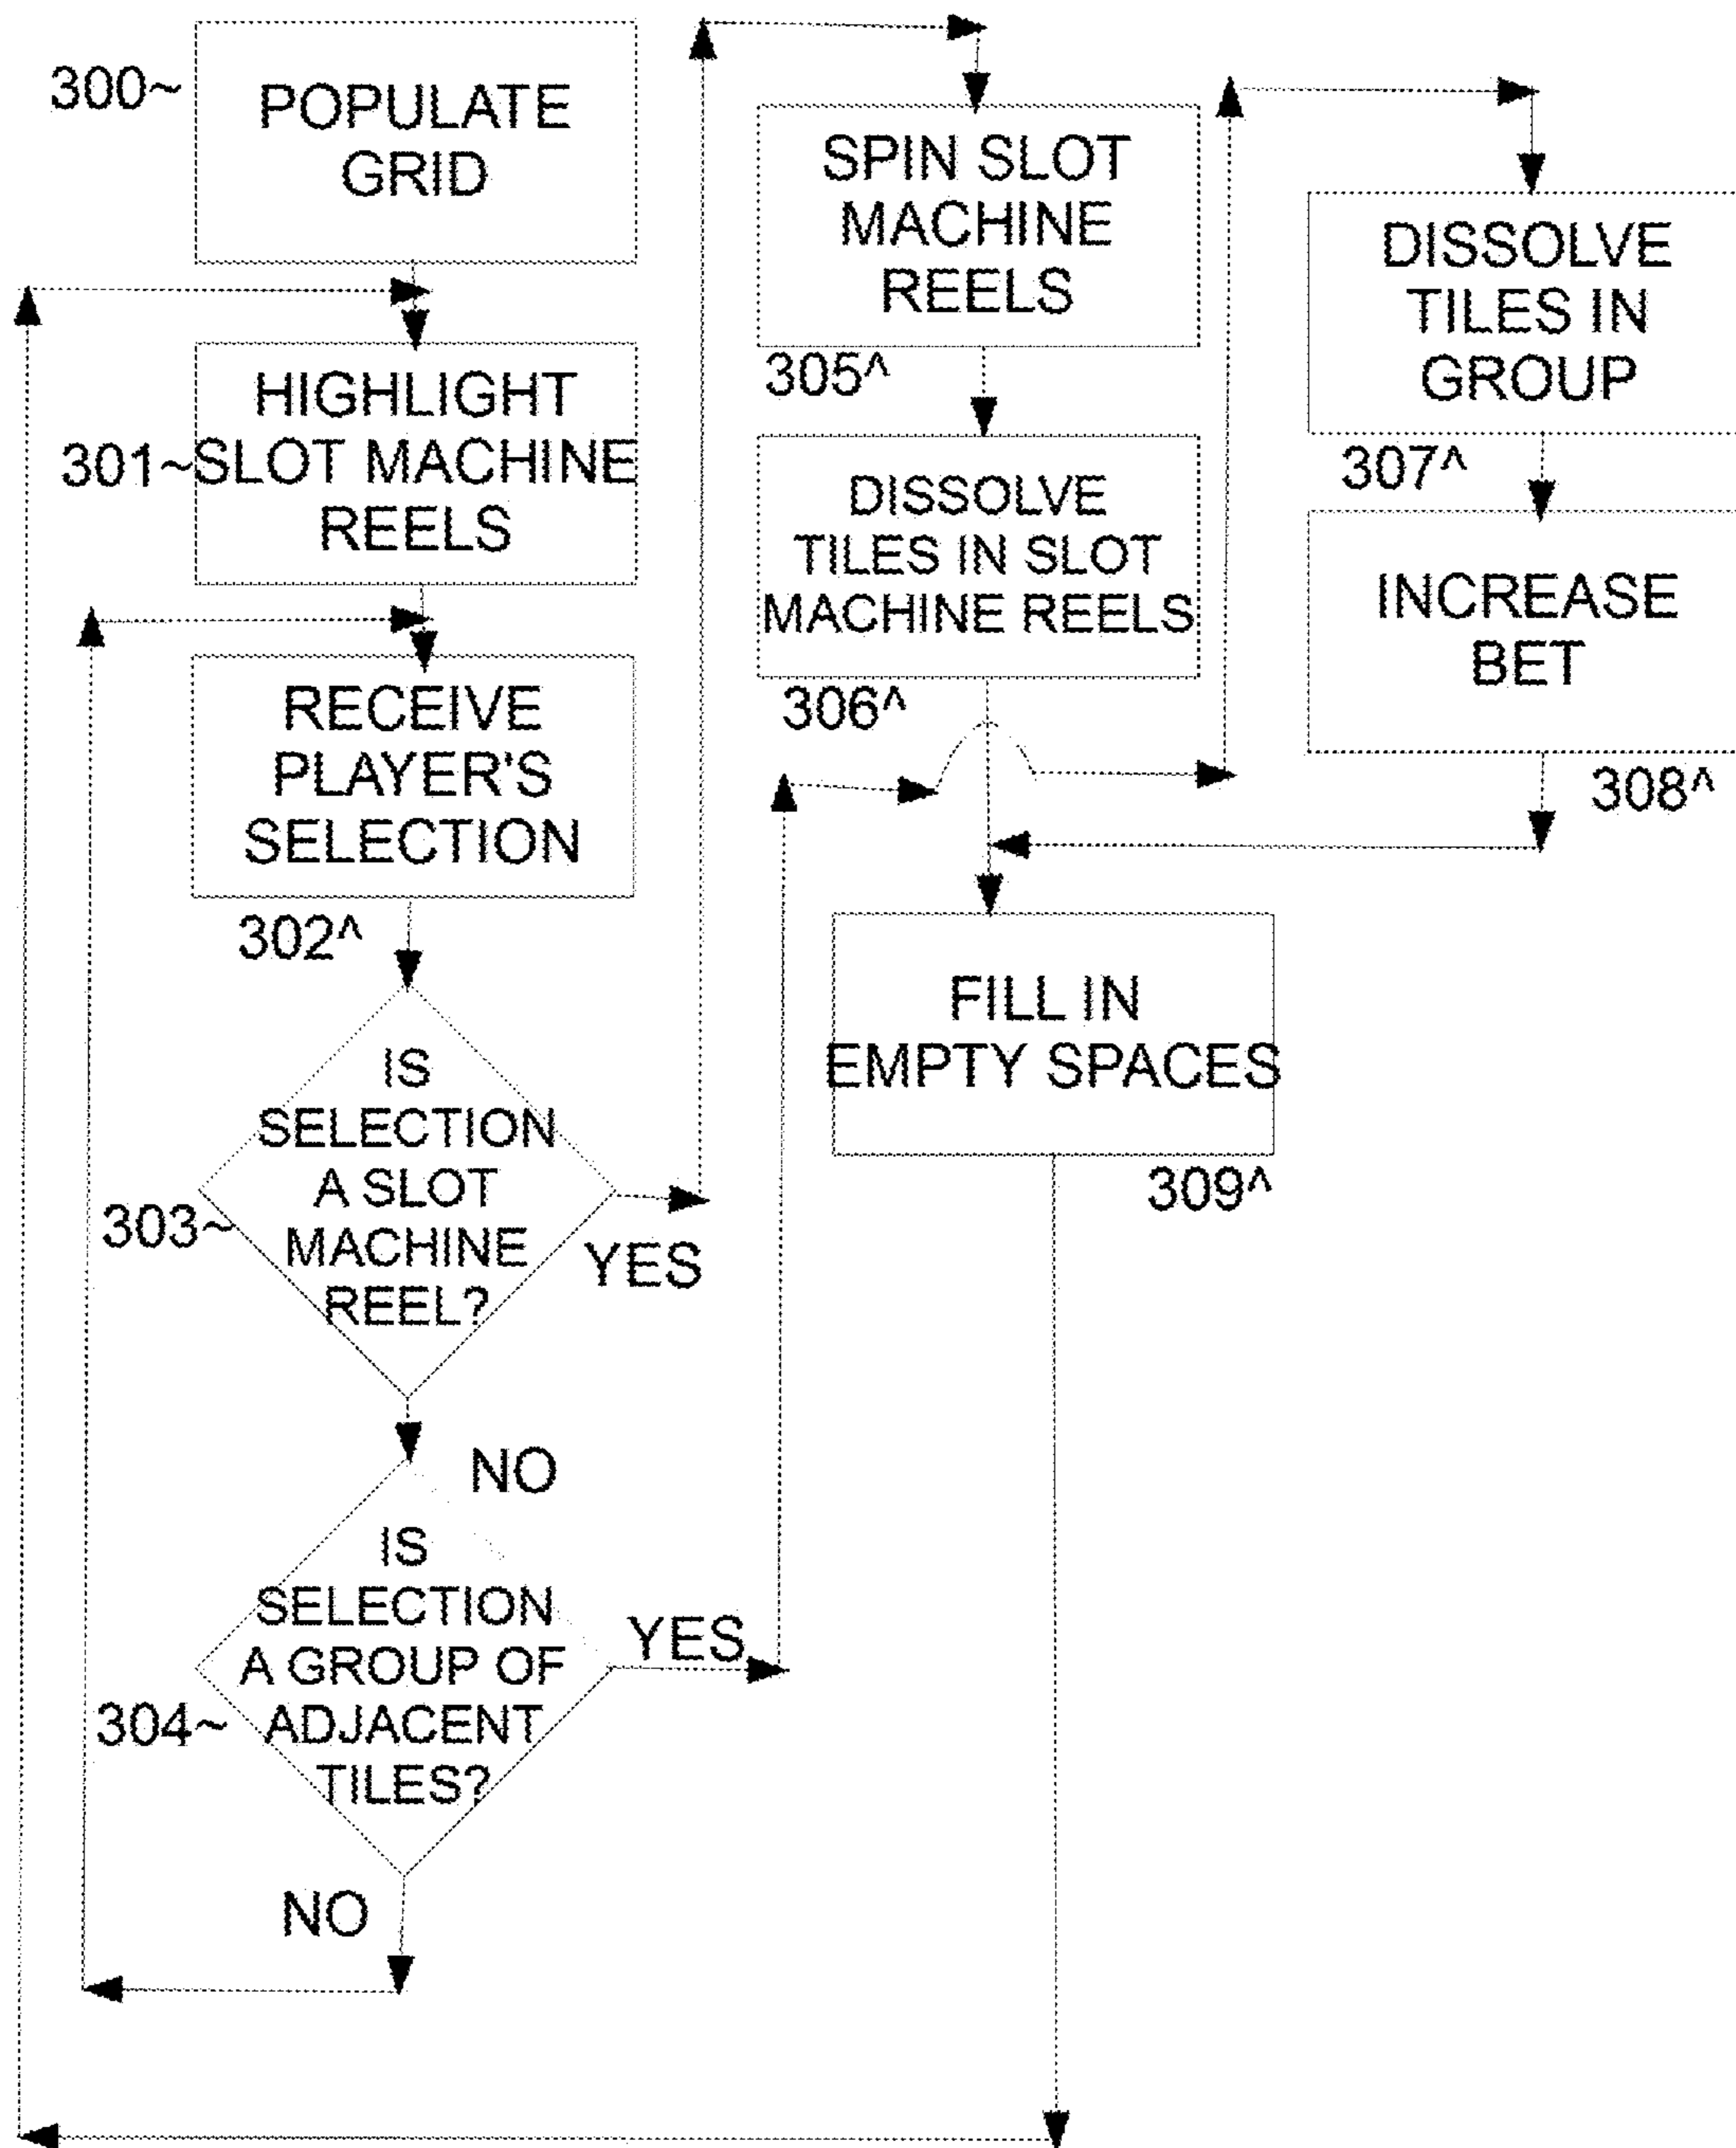 300~
POPULATE
GRID
HIGHLIGHT
301~
SLOT MACHINE
REELS
RECEIVE
PLAYER'S
SELECTION
302^
IS
SELECTION
A SLOT
MACHINE
REEL?
303~
YES
NO
IS
SELECTION
A GROUP OF
ADJACENT
TILES?
304~
YES
NO
SPIN SLOT
MACHINE
REELS
305^
DISSOLVE
TILES IN SLOT
MACHINE REELS
306^
DISSOLVE
TILES IN
GROUP
307^
INCREASE
BET
308^
FILL IN
EMPTY SPACES
309^